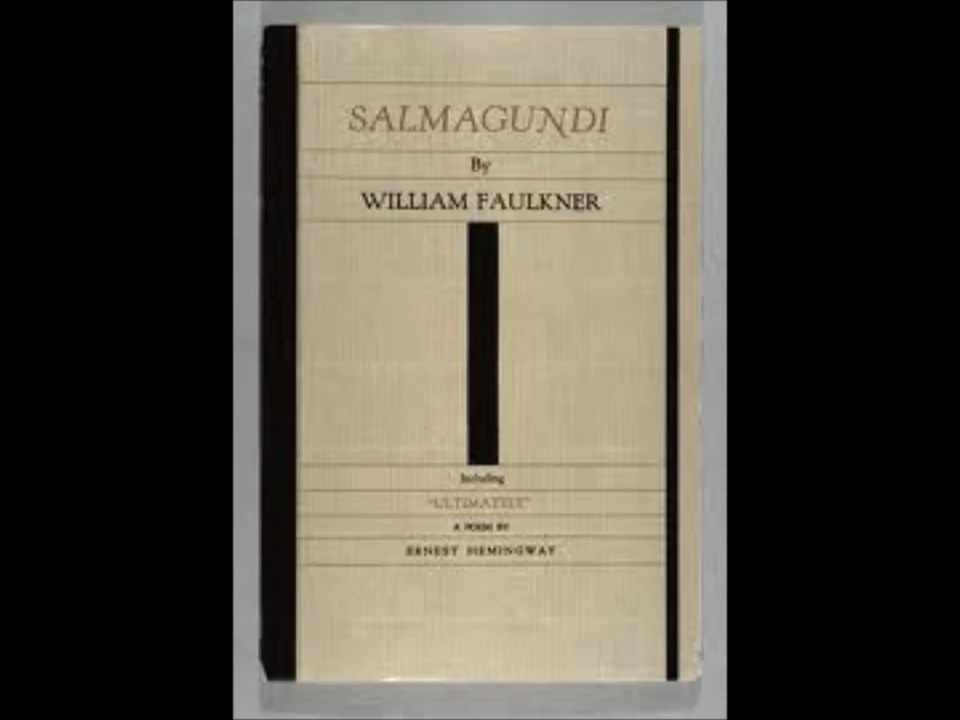 SALMAGUNDI
By
WILLIAM FAULKNER
Including
"ULTIMATELY"
A POEM BY
ERNEST HEMINGWAY